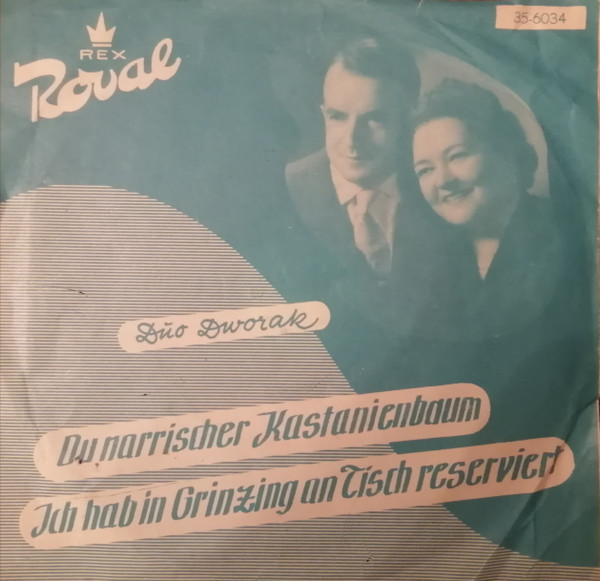 35-6034
REX
Royal
Duo Dworak
Du narrischer Kastanienbaum
Ich hab in Grinzing an Tisch reserviert